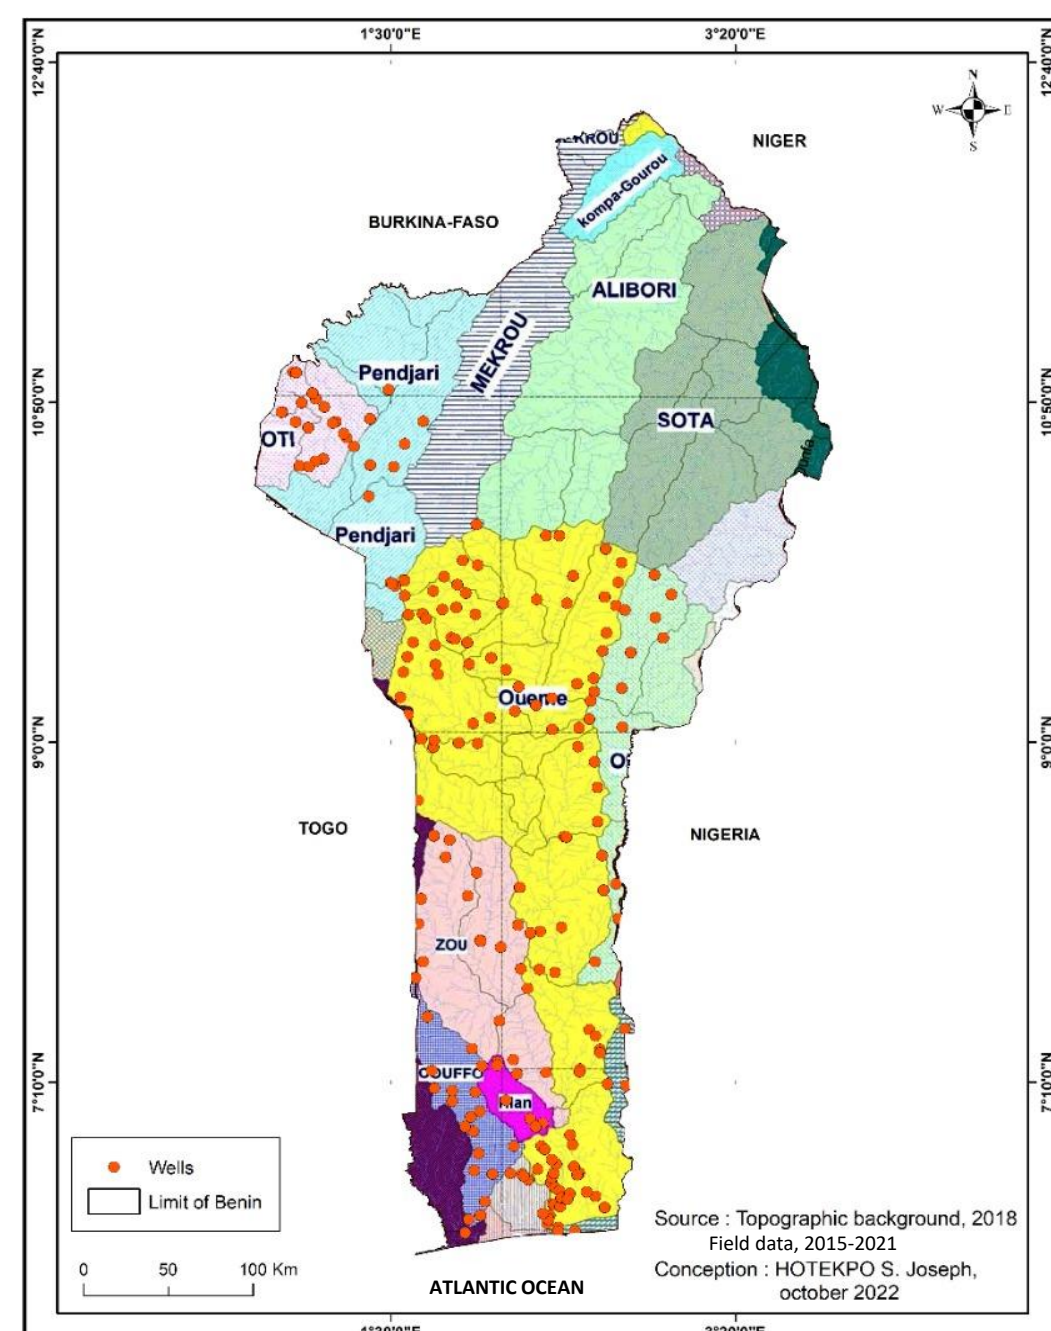 1°30'0"E
3°20'0"E
12°40'0"N
12°40'0"N
N
W
E
S
NIGER
KROU
kompa-Gourou
BURKINA-FASO
ALIBORI
MEKROU
Pendjari
10°50'0"N
10°50'0"N
SOTA
OTI
Pendjari
Oueme
9°0'0"N
9°0'0"N
TOGO
NIGERIA
ZOU
7°10'0"N
7°10'0"N
COUFFO
Wells
Limit of Benin
0
50
100 Km
Source : Topographic background, 2018
Field data, 2015-2021
Conception : HOTEKPO S. Joseph,
october 2022
ATLANTIC OCEAN